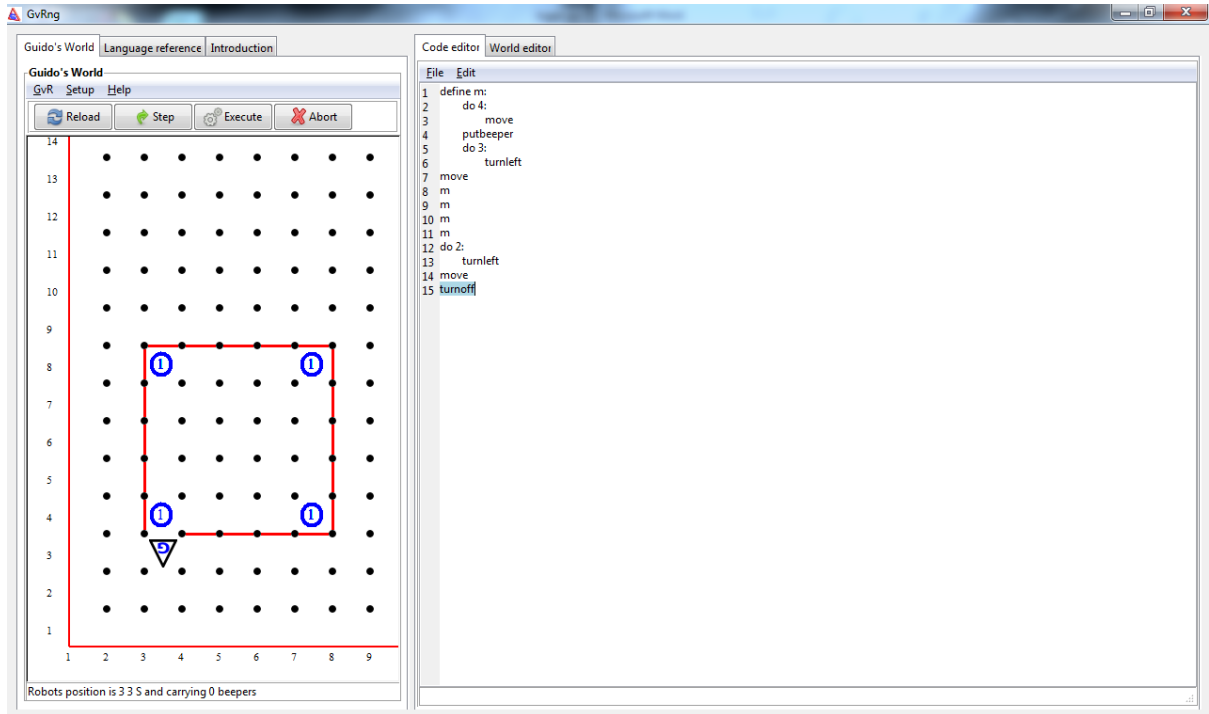 GvRng
Guido's World Language reference Introduction
Guido's World
GvR Setup Help
Reload Step Execute Abort
14
13
12
11
10
9
8 1 1
7
6
5
4 1 1
3 G
2
1
1 2 3 4 5 6 7 8 9
Robots position is 3 3 S and carrying 0 beepers
Code editor World editor
File Edit
1 define m:
2 do 4:
3 move
4 putbeeper
5 do 3:
6 turnleft
7 move
8 m
9 m
10 m
11 m
12 do 2:
13 turnleft
14 move
15 turnoff